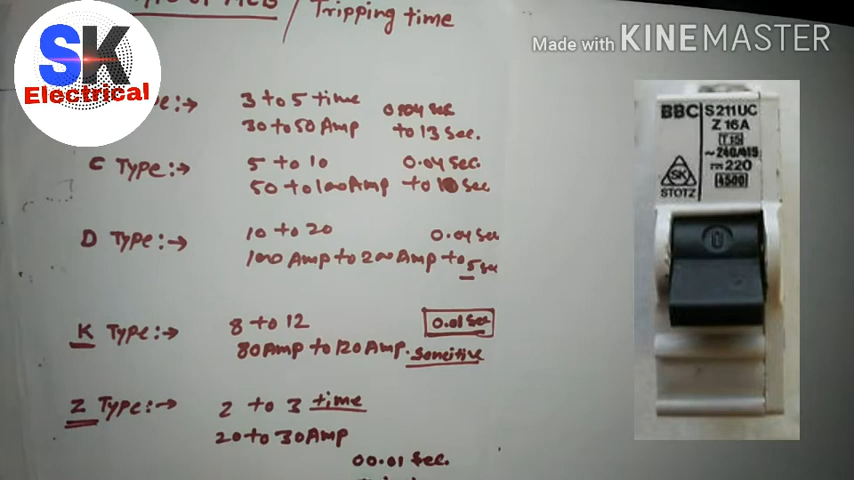 Type of MCB / Tripping time
Made with KINEMASTER
SK
Electrical
:→ 3 to 5 time 0.04 sec
30 to 50 Amp to 13 sec.
C Type:→ 5 to 10 0.04 sec.
50 to 100 Amp to 10 sec
D Type:→ 10 to 20 0.04 sec
100 Amp to 200 Amp to 5 sec
K Type:→ 8 to 12 0.01 sec
80 Amp to 120 Amp. sencitive
Z Type:→ 2 to 3 time
20 to 30 Amp
00.01 sec.
BBC S211UC
Z 16A
~240/415
220
SK 4500
STOTZ